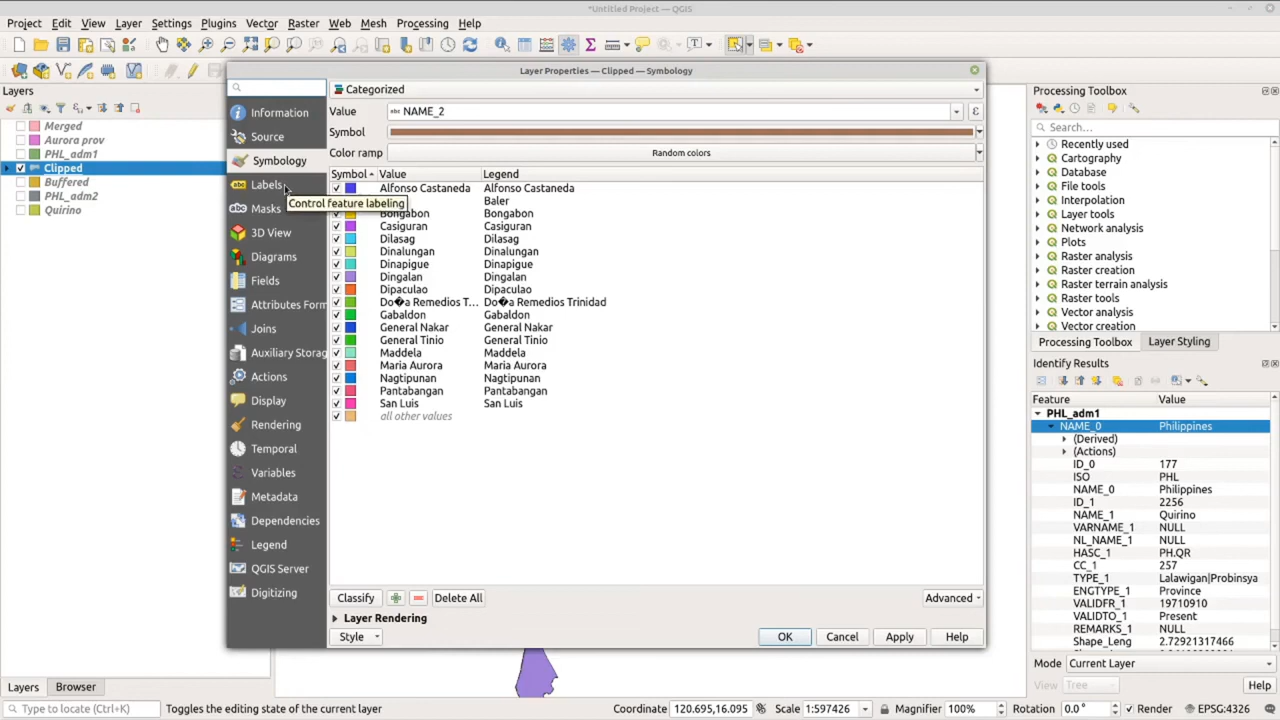 *Untitled Project — QGIS
Project Edit View Layer Settings Plugins Vector Raster Web Mesh Processing Help
Layer Properties — Clipped — Symbology
Layers
Merged
Aurora prov
PHL_adm1
Clipped
Buffered
PHL_adm2
Quirino
Information
Source
Symbology
Labels
Control feature labeling
Masks
3D View
Diagrams
Fields
Attributes Form
Joins
Auxiliary Storag
Actions
Display
Rendering
Temporal
Variables
Metadata
Dependencies
Legend
QGIS Server
Digitizing
Categorized
Value abc NAME_2 ε
Symbol
Color ramp Random colors
Symbol Value Legend
Alfonso Castaneda Alfonso Castaneda
Baler
Bongabon Bongabon
Casiguran Casiguran
Dilasag Dilasag
Dinalungan Dinalungan
Dinapigue Dinapigue
Dingalan Dingalan
Dipaculao Dipaculao
Do�a Remedios T... Do�a Remedios Trinidad
Gabaldon Gabaldon
General Nakar General Nakar
General Tinio General Tinio
Maddela Maddela
Maria Aurora Maria Aurora
Nagtipunan Nagtipunan
Pantabangan Pantabangan
San Luis San Luis
all other values
Classify Delete All Advanced
Layer Rendering
Style OK Cancel Apply Help
Processing Toolbox
Search...
Recently used
Cartography
Database
File tools
Interpolation
Layer tools
Network analysis
Plots
Raster analysis
Raster creation
Raster terrain analysis
Raster tools
Vector analysis
Vector creation
Processing Toolbox Layer Styling
Identify Results
Feature Value
PHL_adm1
NAME_0 Philippines
(Derived)
(Actions)
ID_0 177
ISO PHL
NAME_0 Philippines
ID_1 2256
NAME_1 Quirino
VARNAME_1 NULL
NL_NAME_1 NULL
HASC_1 PH.QR
CC_1 257
TYPE_1 Lalawigan|Probinsya
ENGTYPE_1 Province
VALIDFR_1 19710910
VALIDTO_1 Present
REMARKS_1 NULL
Shape_Leng 2.72921317466
Mode Current Layer
View Tree Help
Layers Browser
Type to locate (Ctrl+K) Toggles the editing state of the current layer Coordinate 120.695,16.095 Scale 1:597426 Magnifier 100% Rotation 0.0° Render EPSG:4326